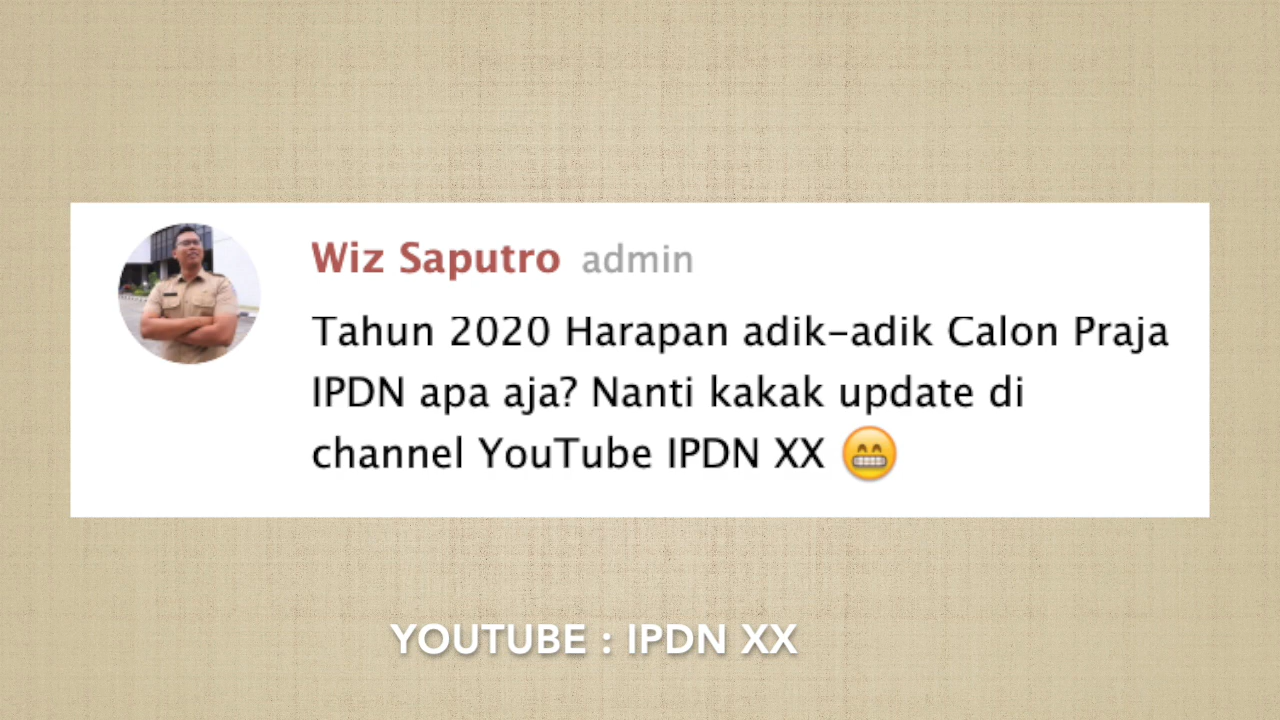 Wiz Saputro admin
Tahun 2020 Harapan adik-adik Calon Praja
IPDN apa aja? Nanti kakak update di
channel YouTube IPDN XX 😁
YOUTUBE : IPDN XX